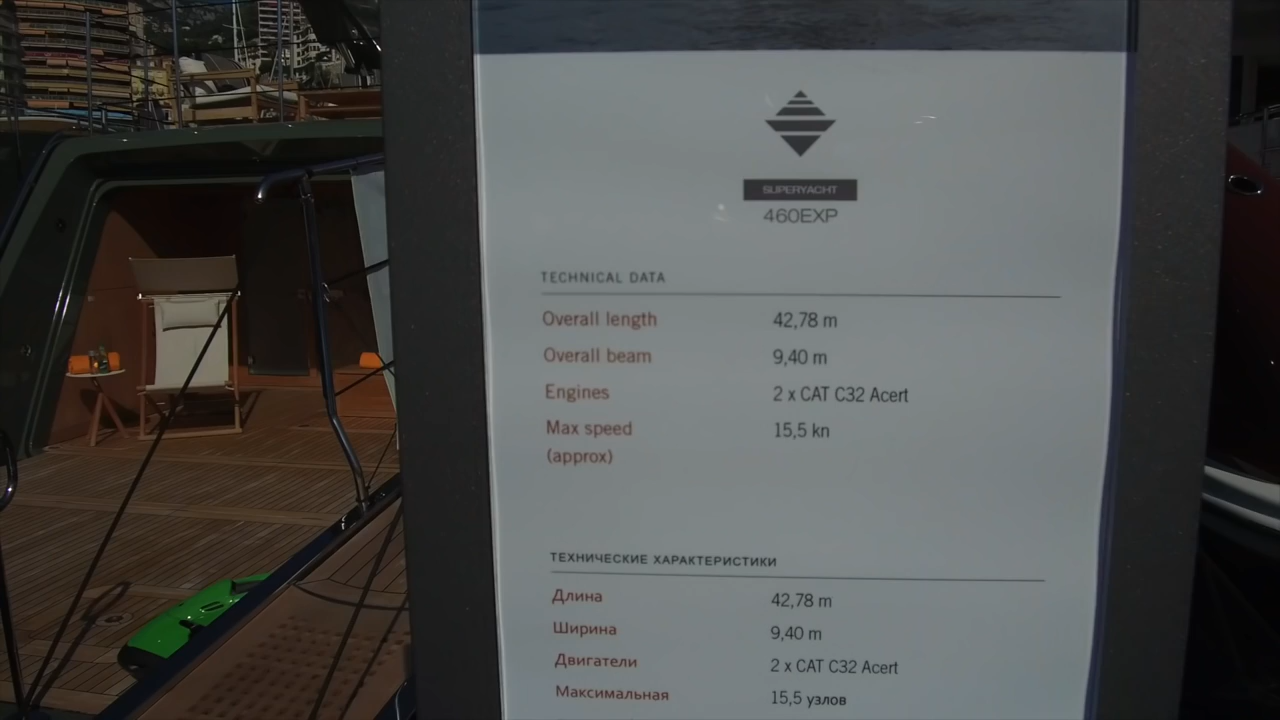 SUPERYACHT
460EXP
TECHNICAL DATA
Overall length 42,78 m
Overall beam 9,40 m
Engines 2 x CAT C32 Acert
Max speed 15,5 kn
(approx)
ТЕХНИЧЕСКИЕ ХАРАКТЕРИСТИКИ
Длина 42,78 m
Ширина 9,40 m
Двигатели 2 x CAT C32 Acert
Максимальная 15,5 узлов